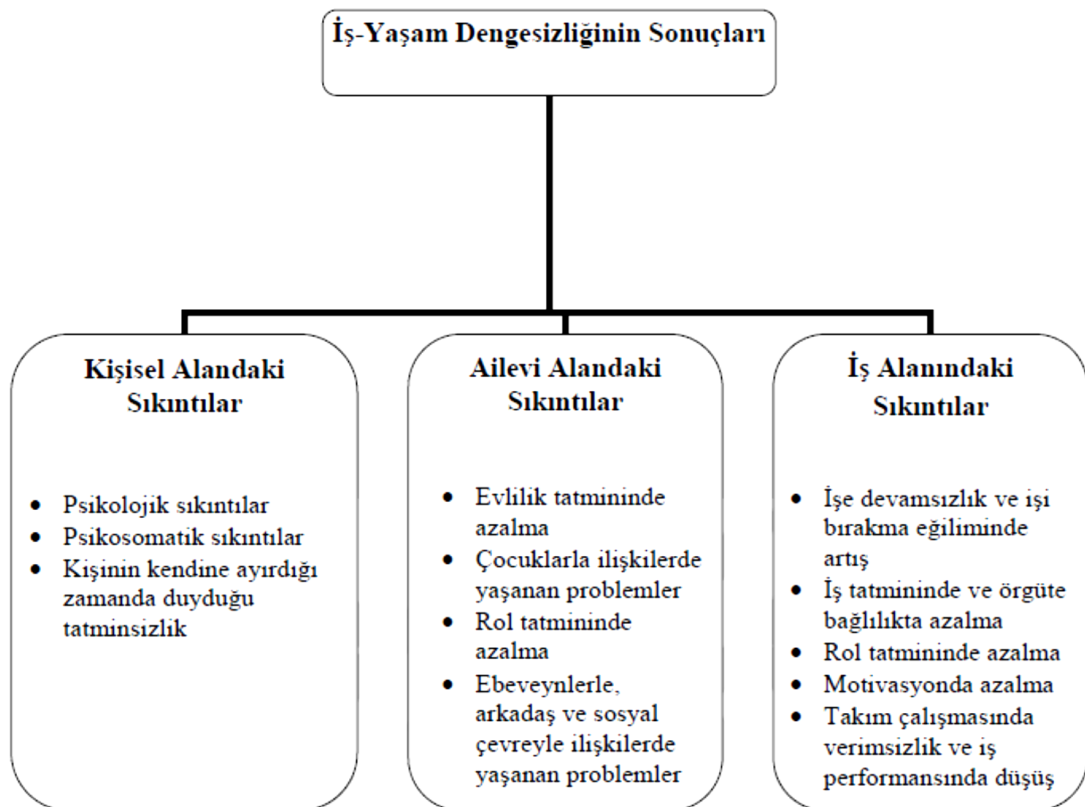 İş-Yaşam Dengesizliğinin Sonuçları
Kişisel Alandaki
Sıkıntılar
• Psikolojik sıkıntılar
• Psikosomatik sıkıntılar
• Kişinin kendine ayırdığı
zamanda duyduğu
tatminsizlik
Ailevi Alandaki
Sıkıntılar
• Evlilik tatmininde
azalma
• Çocuklarla ilişkilerde
yaşanan problemler
• Rol tatmininde
azalma
• Ebeveynlerle,
arkadaş ve sosyal
çevreyle ilişkilerde
yaşanan problemler
İş Alanındaki
Sıkıntılar
• İşe devamsızlık ve işi
bırakma eğiliminde
artış
• İş tatmininde ve örgüte
bağlılıkta azalma
• Rol tatmininde azalma
• Motivasyonda azalma
• Takım çalışmasında
verimsizlik ve iş
performansında düşüş